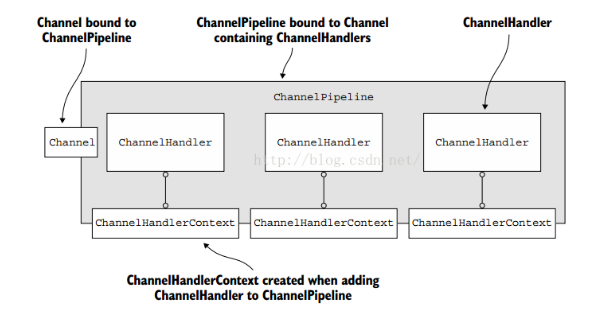 Channel bound to
ChannelPipeline
ChannelPipeline bound to Channel
containing ChannelHandlers
ChannelHandler
ChannelPipeline
Channel
ChannelHandler
ChannelHandler
ChannelHandler
http://blog.csdn.net/
ChannelHandlerContext
ChannelHandlerContext
ChannelHandlerContext
ChannelHandlerContext created when adding
ChannelHandler to ChannelPipeline